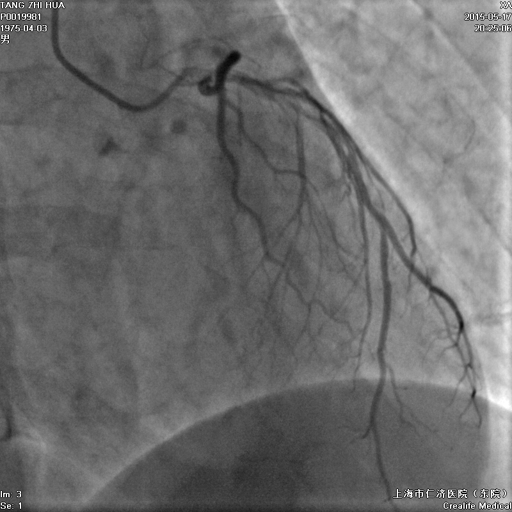 TANG ZHI HUA
XA
P0019981
2015-05-17
1975-04-03
20:25:06
男
Im 3
上海市仁济医院（东院）
Se: 1
Crealife Medical